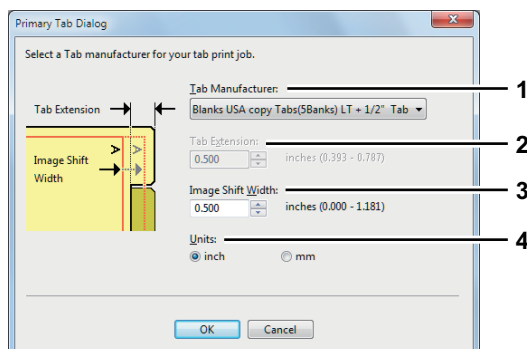 Primary Tab Dialog
x
Select a Tab manufacturer for your tab print job.
Tab Manufacturer:
1
Tab Extension
Blanks USA copy Tabs(5Banks) LT + 1/2" Tab
A A
Image Shift
Width
Tab Extension:
2
0.500 inches (0.393 - 0.787)
Image Shift Width:
3
0.500 inches (0.000 - 1.181)
Units:
4
inch mm
OK Cancel